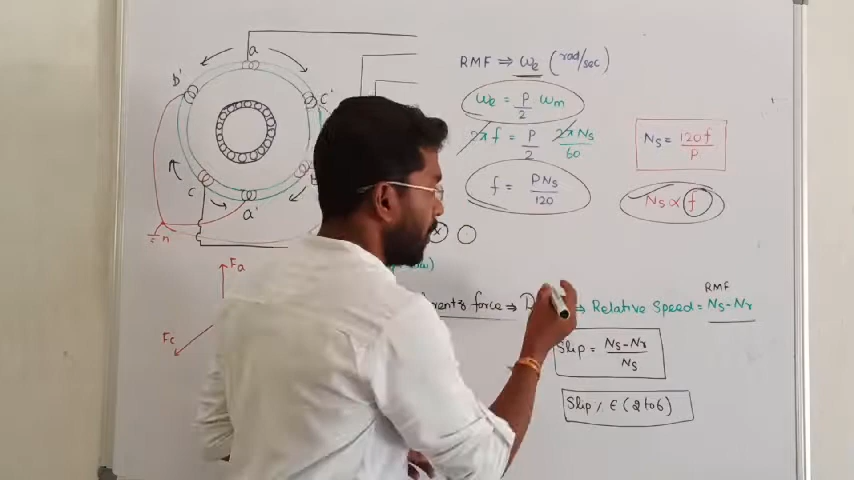 a
b'
c'
c
a'
n
Fa
Fc
RMF ⇒ ωe (rad/sec)
ωe = P/2 ωm
2πf = P/2 2πNs/60
f = PNs/120
Ns = 120f/P
Ns ∝ f
x
force ⇒
⇒ Relative Speed = Ns-Nr
RMF
Slip = Ns-Nr/Ns
Slip % ∈ (2 to 6)